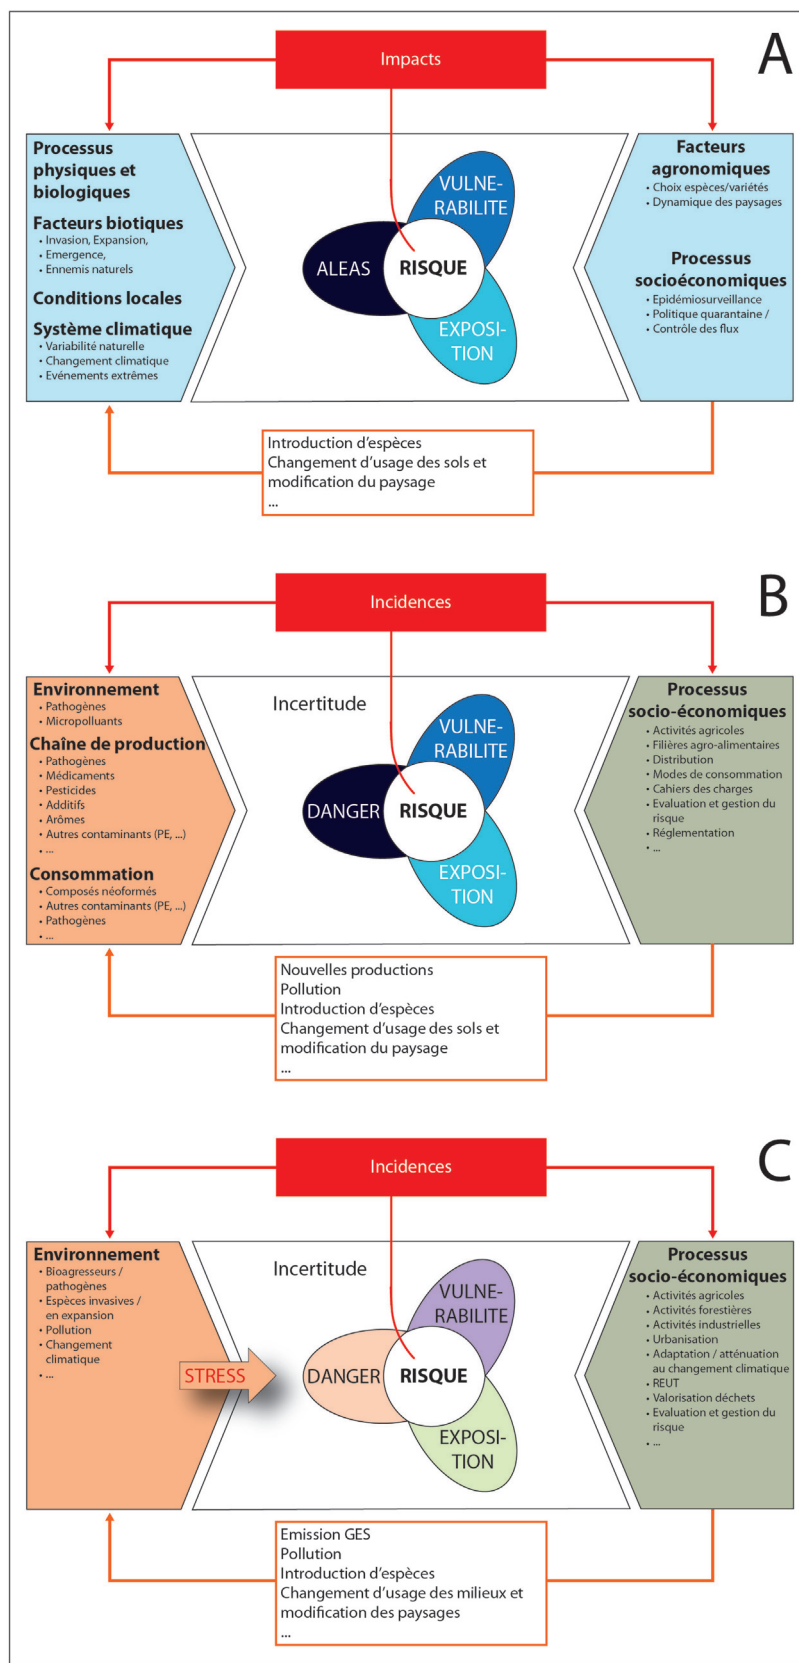 A
Impacts
Processus
physiques et
biologiques
Facteurs biotiques
• Invasion, Expansion,
• Emergence,
• Ennemis naturels
Conditions locales
Système climatique
• Variabilité naturelle
• Changement climatique
• Evénements extrêmes
VULNE-
RABILITE
ALEAS
RISQUE
EXPOSI-
TION
Facteurs
agronomiques
• Choix espèces/variétés
• Dynamique des paysages
Processus
socioéconomiques
• Epidémiosurveillance
• Politique quarantaine /
• Contrôle des flux
Introduction d'espèces
Changement d'usage des sols et
modification du paysage
...
B
Incidences
Environnement
• Pathogènes
• Micropolluants
Chaîne de production
• Pathogènes
• Médicaments
• Pesticides
• Additifs
• Arômes
• Autres contaminants (PE, ...)
• ...
Consommation
• Composés néoformés
• Autres contaminants (PE, ...)
• Pathogènes
• ...
Incertitude
VULNE-
RABILITE
DANGER
RISQUE
EXPOSI-
TION
Processus
socio-économiques
• Activités agricoles
• Filières agro-alimentaires
• Distribution
• Modes de consommation
• Cahiers des charges
• Evaluation et gestion du
risque
• Réglementation
• ...
Nouvelles productions
Pollution
Introduction d'espèces
Changement d'usage des sols et
modification du paysage
...
C
Incidences
Environnement
• Bioagresseurs /
pathogènes
• Espèces invasives /
en expansion
• Pollution
• Changement
climatique
• ...
STRESS
Incertitude
VULNE-
RABILITE
DANGER
RISQUE
EXPOSI-
TION
Processus
socio-économiques
• Activités agricoles
• Activités forestières
• Activités industrielles
• Urbanisation
• Adaptation / atténuation
au changement climatique
• REUT
• Valorisation déchets
• Evaluation et gestion du
risque
• ...
Emission GES
Pollution
Introduction d'espèces
Changement d'usage des milieux et
modification des paysages
...